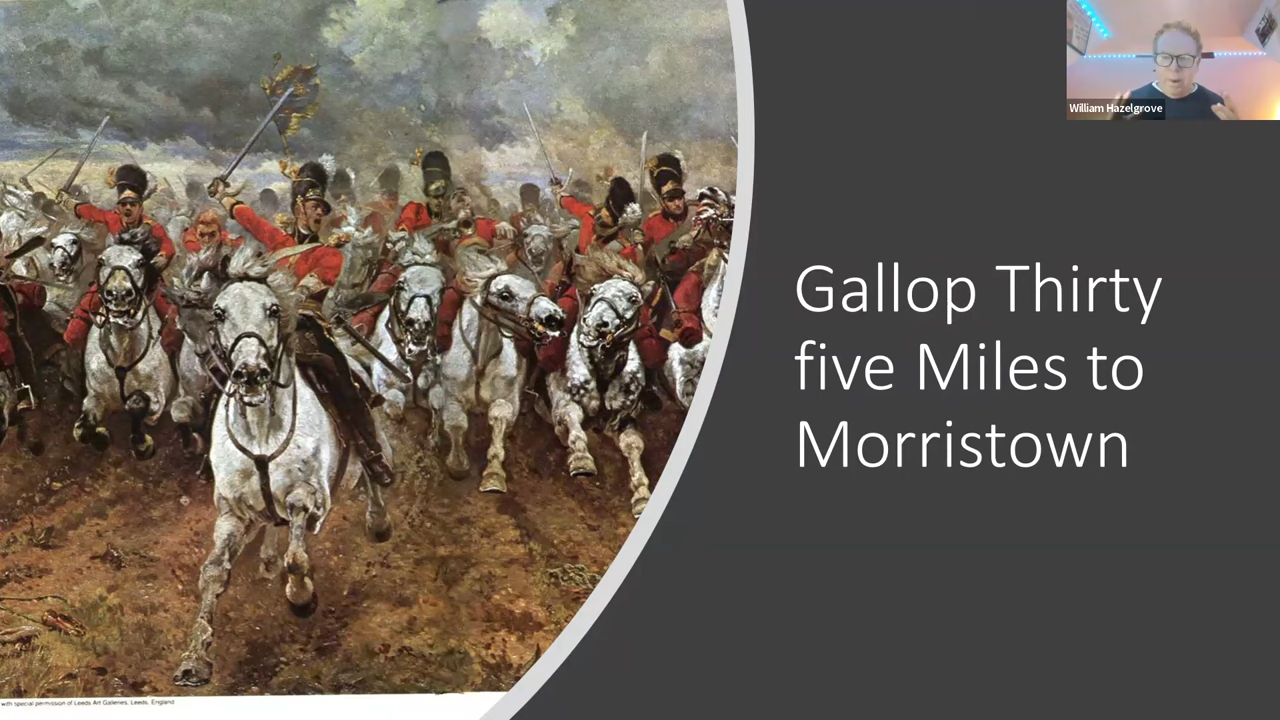 William Hazelgrove
Gallop Thirty
five Miles to
Morristown
with special permission of Leeds Art Galleries, Leeds, England